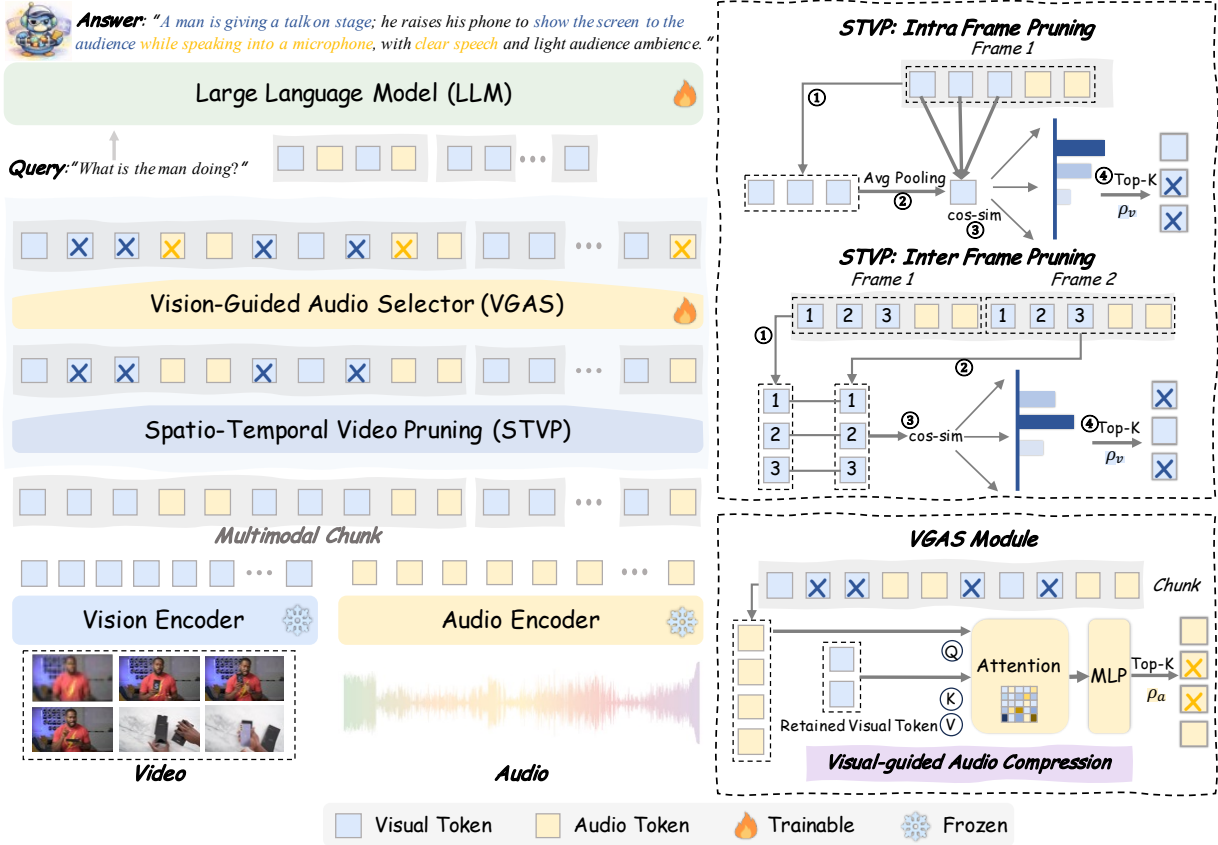 Answer: "A man is giving a talk on stage; he raises his phone to show the screen to the
audience while speaking into a microphone, with clear speech and light audience ambience."
Large Language Model (LLM)
Query:"What is the man doing?"
Vision-Guided Audio Selector (VGAS)
Spatio-Temporal Video Pruning (STVP)
Multimodal Chunk
Vision Encoder
Audio Encoder
Video
Audio
STVP: Intra Frame Pruning
Frame 1
①
Avg Pooling
②
cos-sim
③
④Top-K
ρv
STVP: Inter Frame Pruning
Frame 1
Frame 2
1 2 3
1 2 3
①
②
1 1
2 2
3 3
③
cos-sim
④Top-K
ρv
VGAS Module
Chunk
Q
K
V
Retained Visual Token
Attention
MLP
Top-K
ρa
Visual-guided Audio Compression
Visual Token
Audio Token
Trainable
Frozen